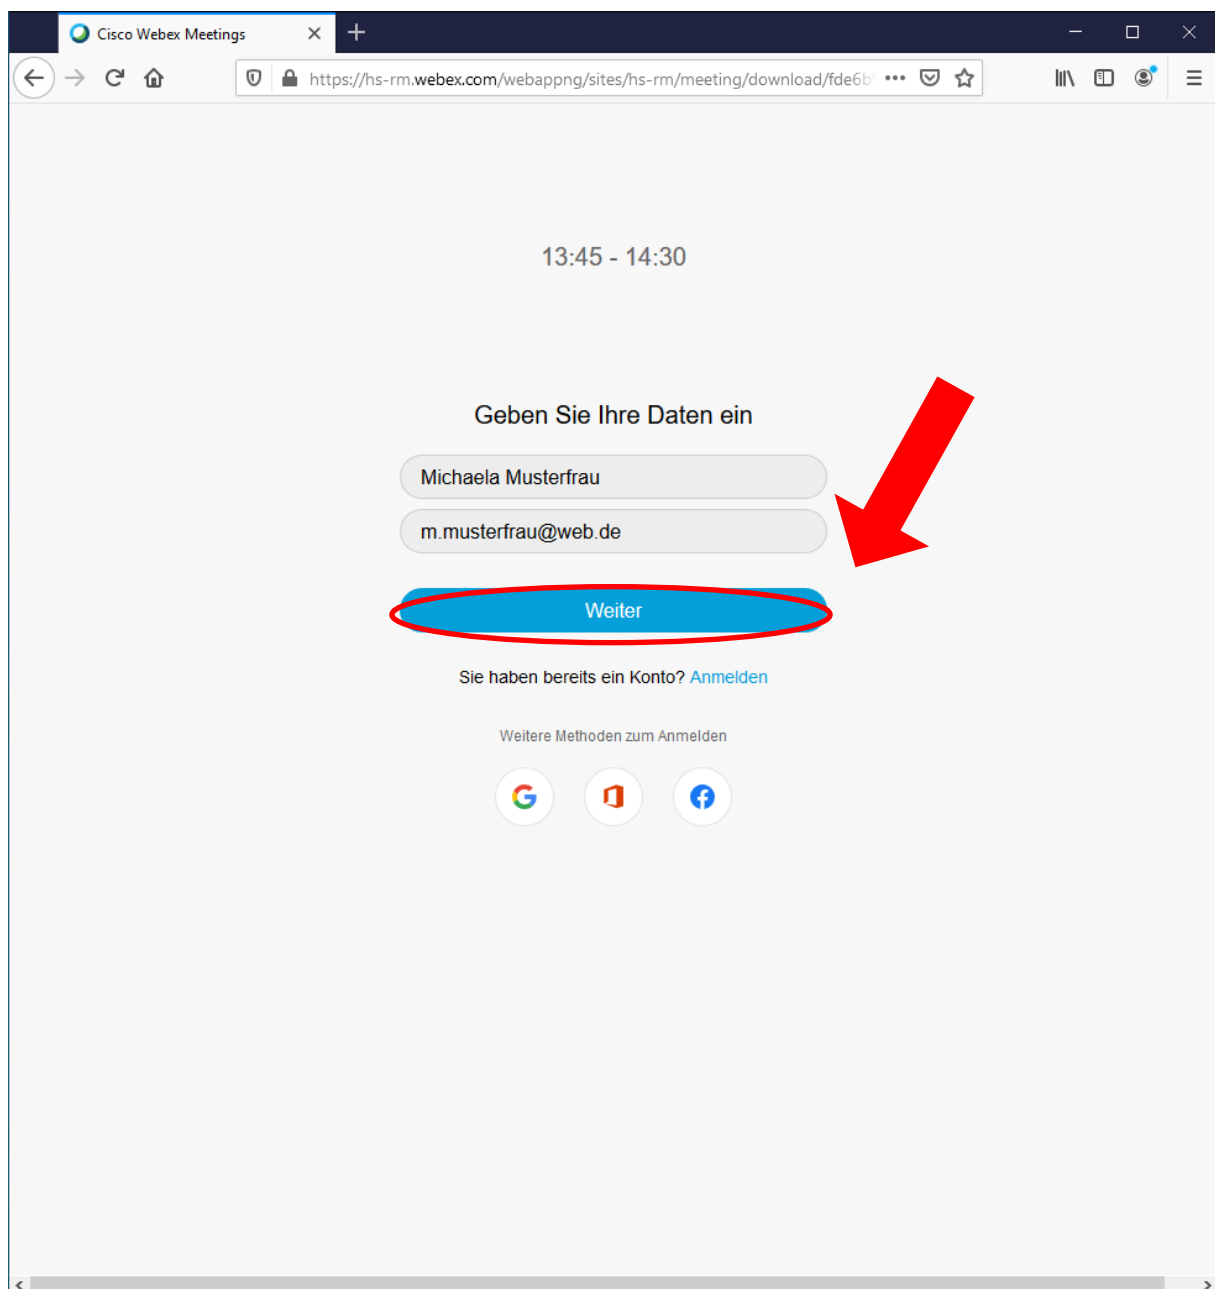 Cisco Webex Meetings
https://hs-rm.webex.com/webappng/sites/hs-rm/meeting/download/fde6b
13:45 - 14:30
Geben Sie Ihre Daten ein
Michaela Musterfrau
m.musterfrau@web.de
Weiter
Sie haben bereits ein Konto? Anmelden
Weitere Methoden zum Anmelden